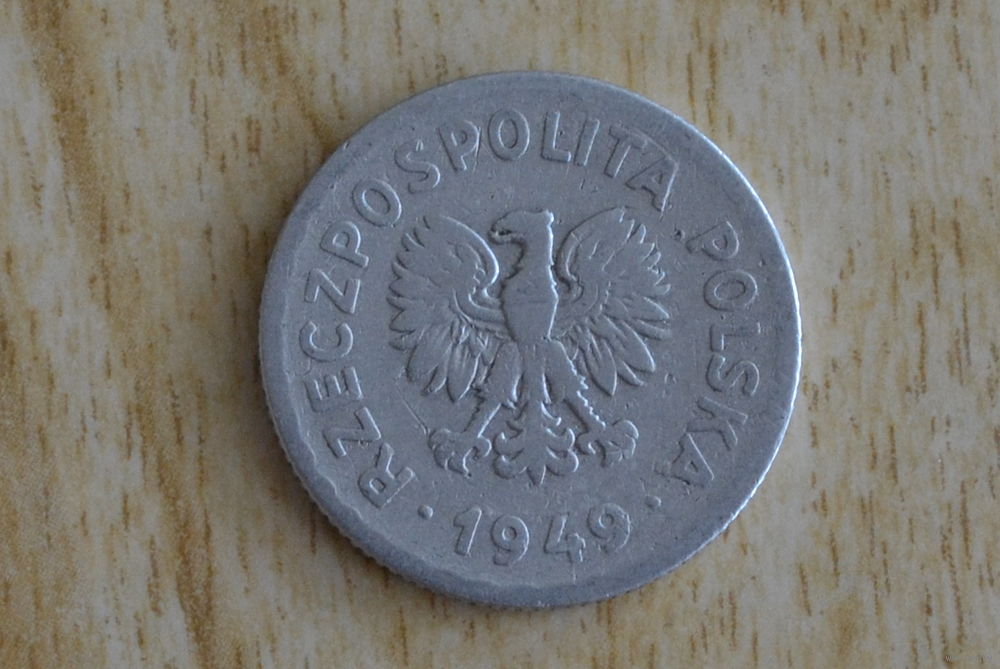 RZECZPOSPOLITA POLSKA
· 1949 ·